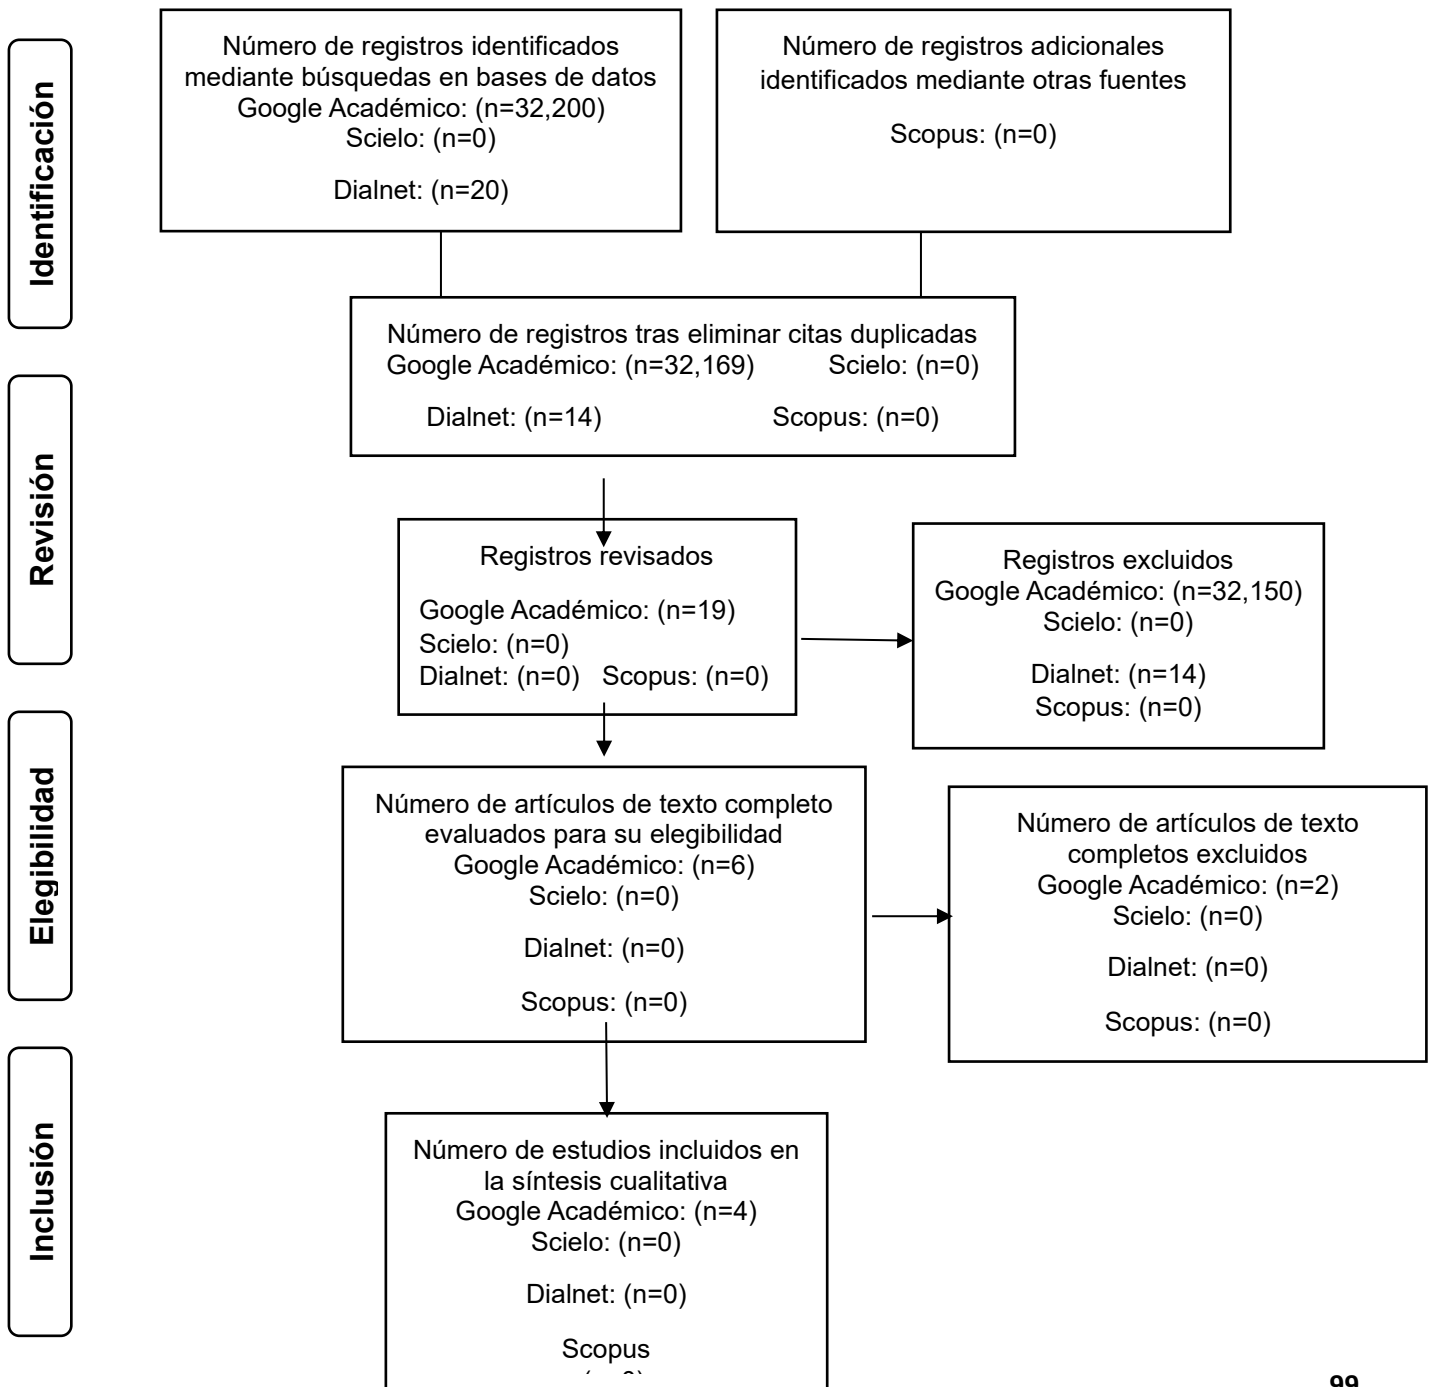 Identificación
Número de registros identificados
mediante búsquedas en bases de datos
Google Académico: (n=32,200)
Scielo: (n=0)
Dialnet: (n=20)
Número de registros adicionales
identificados mediante otras fuentes
Scopus: (n=0)
Número de registros tras eliminar citas duplicadas
Google Académico: (n=32,169) Scielo: (n=0)
Dialnet: (n=14) Scopus: (n=0)
Revisión
Registros revisados
Google Académico: (n=19)
Scielo: (n=0)
Dialnet: (n=0) Scopus: (n=0)
Registros excluidos
Google Académico: (n=32,150)
Scielo: (n=0)
Dialnet: (n=14)
Scopus: (n=0)
Elegibilidad
Número de artículos de texto completo
evaluados para su elegibilidad
Google Académico: (n=6)
Scielo: (n=0)
Dialnet: (n=0)
Scopus: (n=0)
Número de artículos de texto
completos excluidos
Google Académico: (n=2)
Scielo: (n=0)
Dialnet: (n=0)
Scopus: (n=0)
Inclusión
Número de estudios incluidos en
la síntesis cualitativa
Google Académico: (n=4)
Scielo: (n=0)
Dialnet: (n=0)
Scopus
99